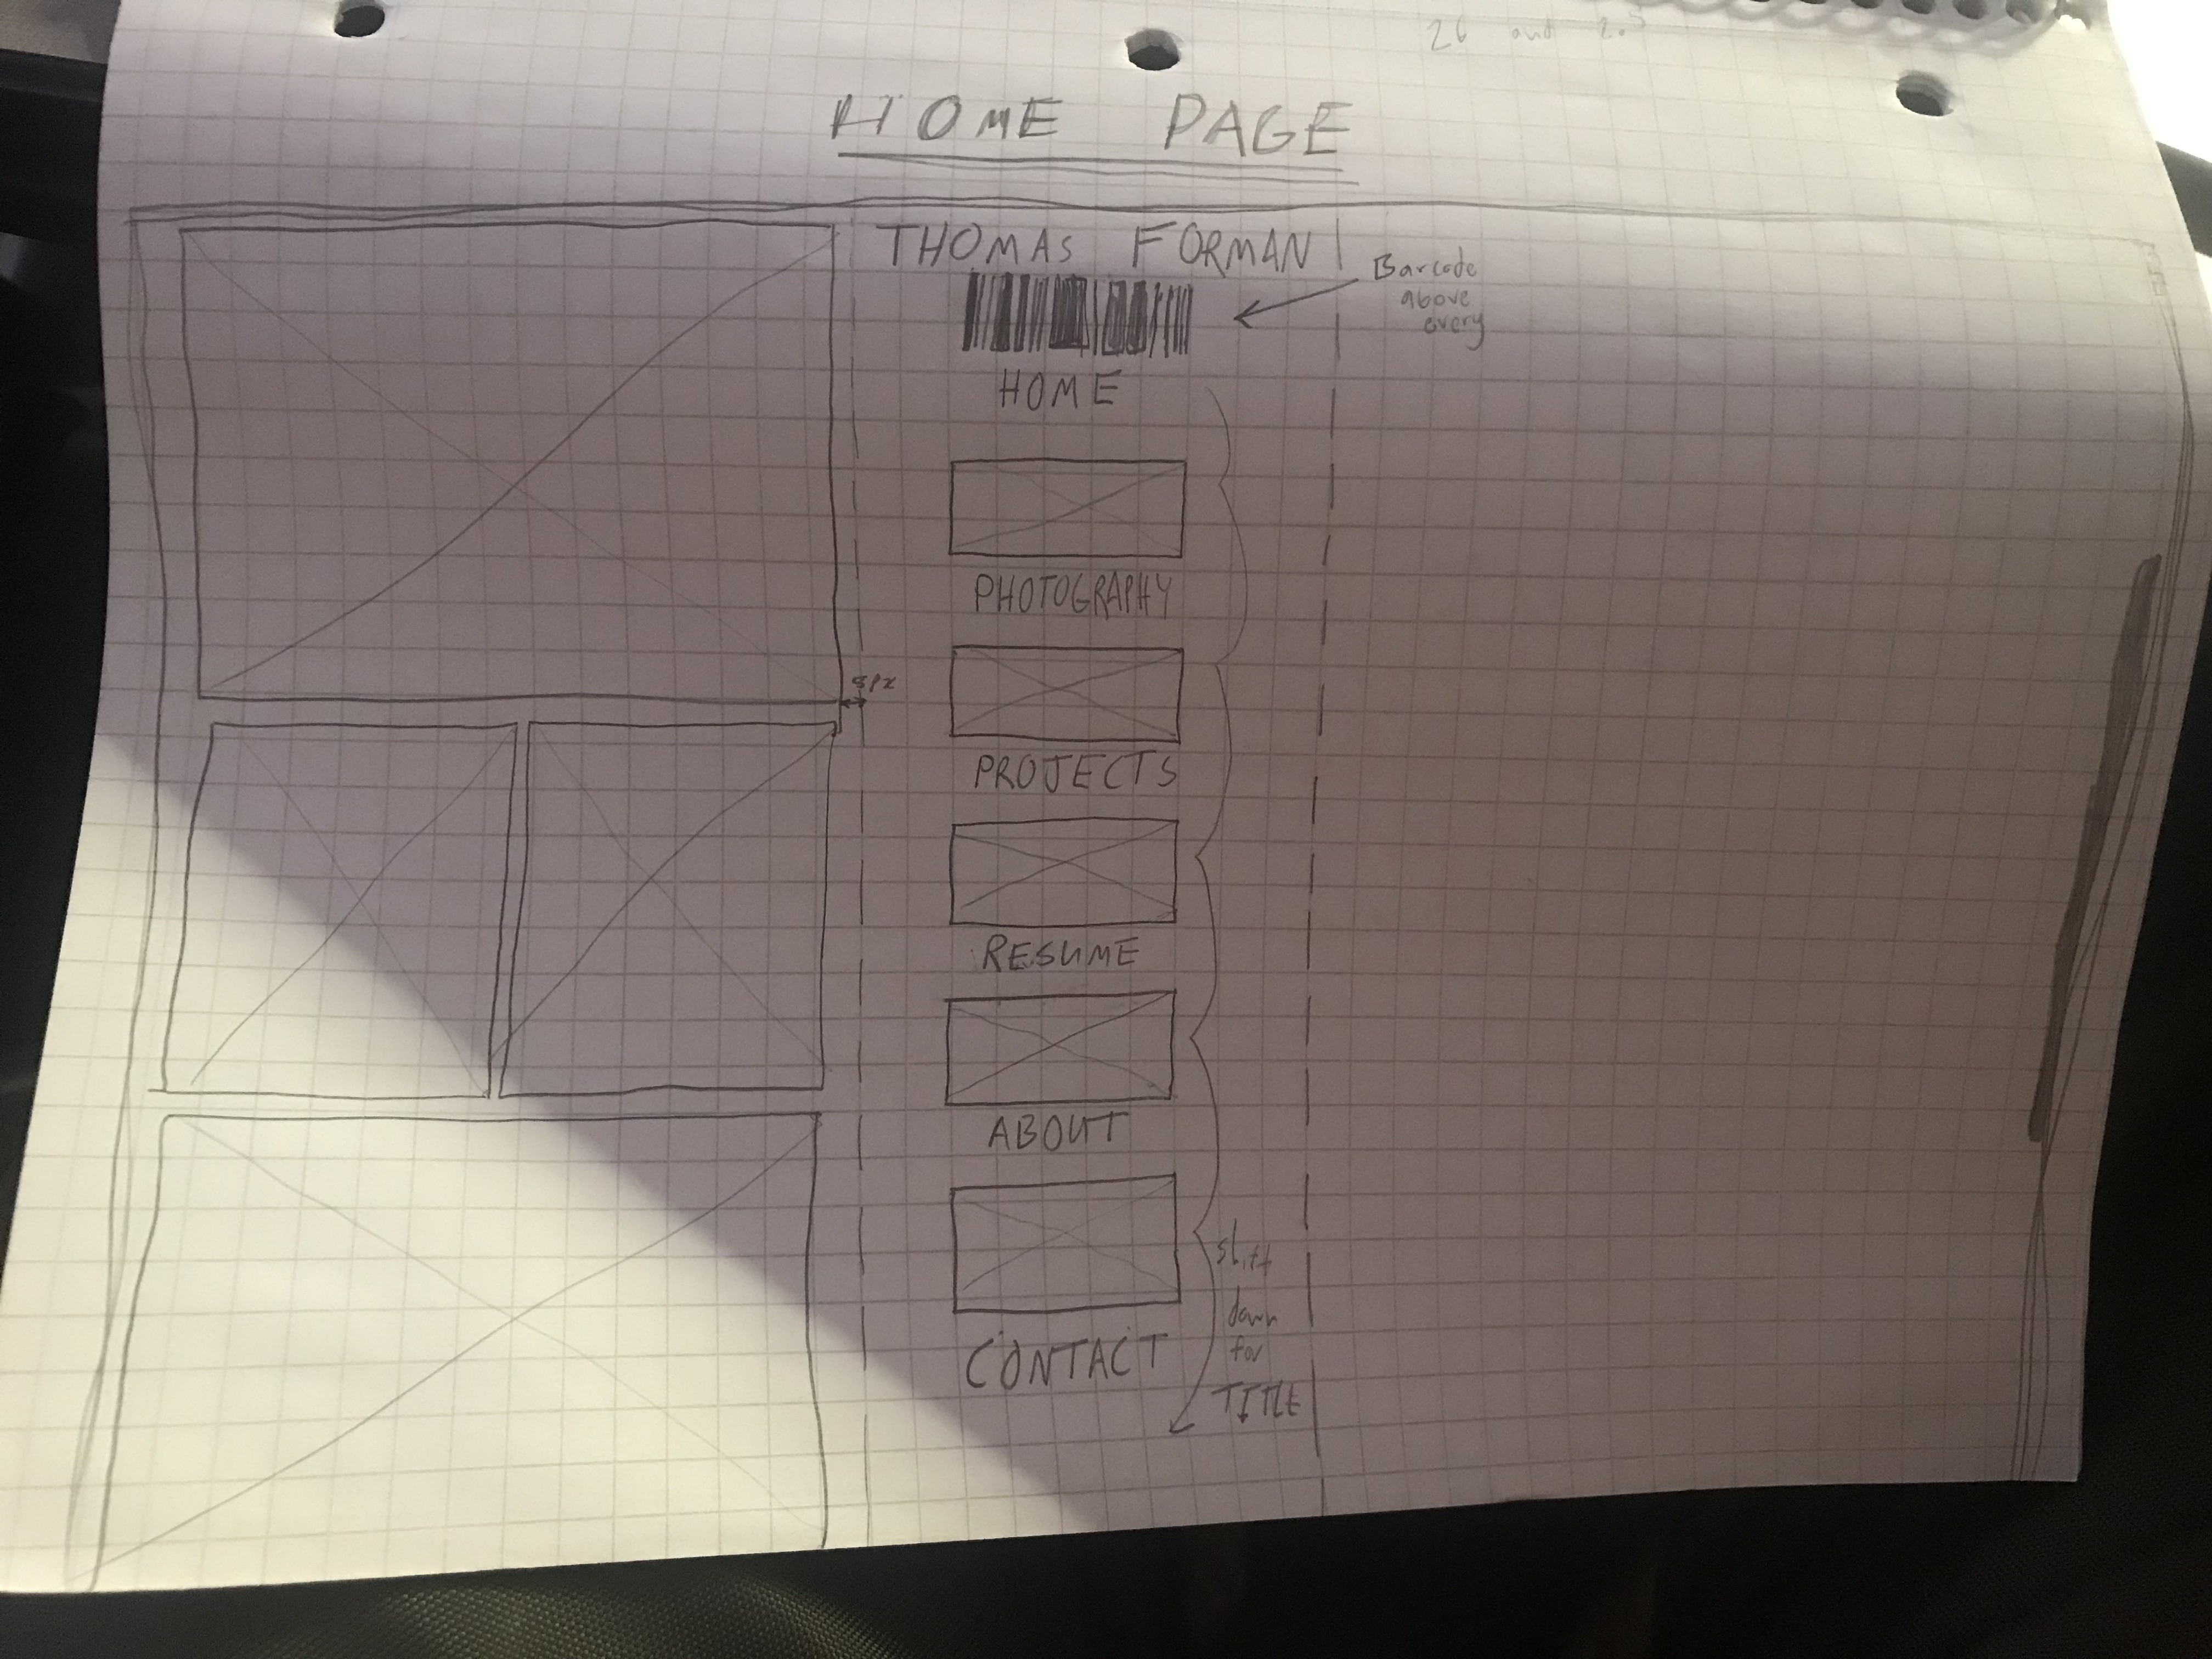 26 and 2.5
HOME PAGE
THOMAS FORMAN
Barcode
above
every
HOME
PHOTOGRAPHY
8px
PROJECTS
RESUME
ABOUT
shift
down
for
TITLE
CONTACT